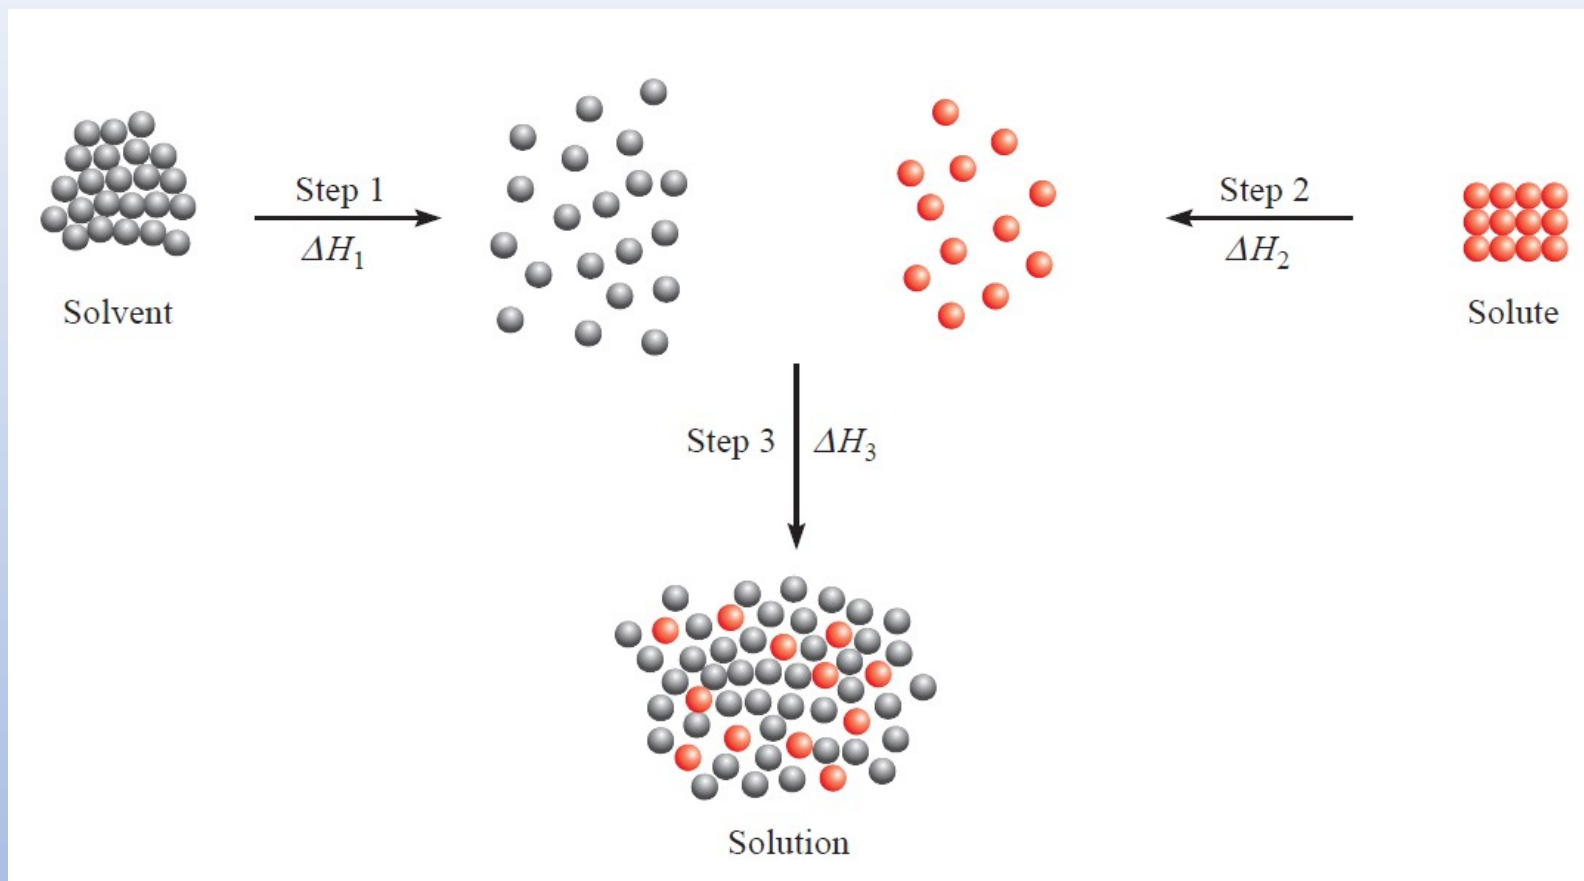 Step 1
ΔH₁
Solvent
Step 2
ΔH₂
Solute
Step 3
ΔH₃
Solution